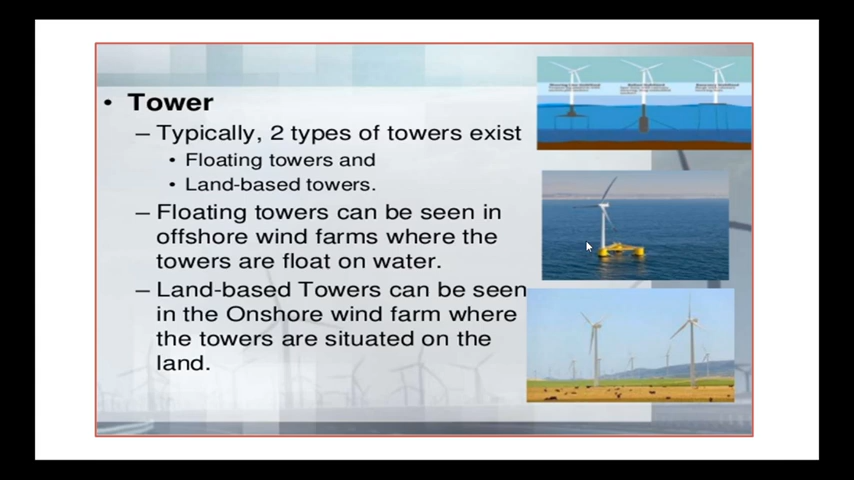 • Tower
– Typically, 2 types of towers exist
• Floating towers and
• Land-based towers.
– Floating towers can be seen in
offshore wind farms where the
towers are float on water.
– Land-based Towers can be seen
in the Onshore wind farm where
the towers are situated on the
land.